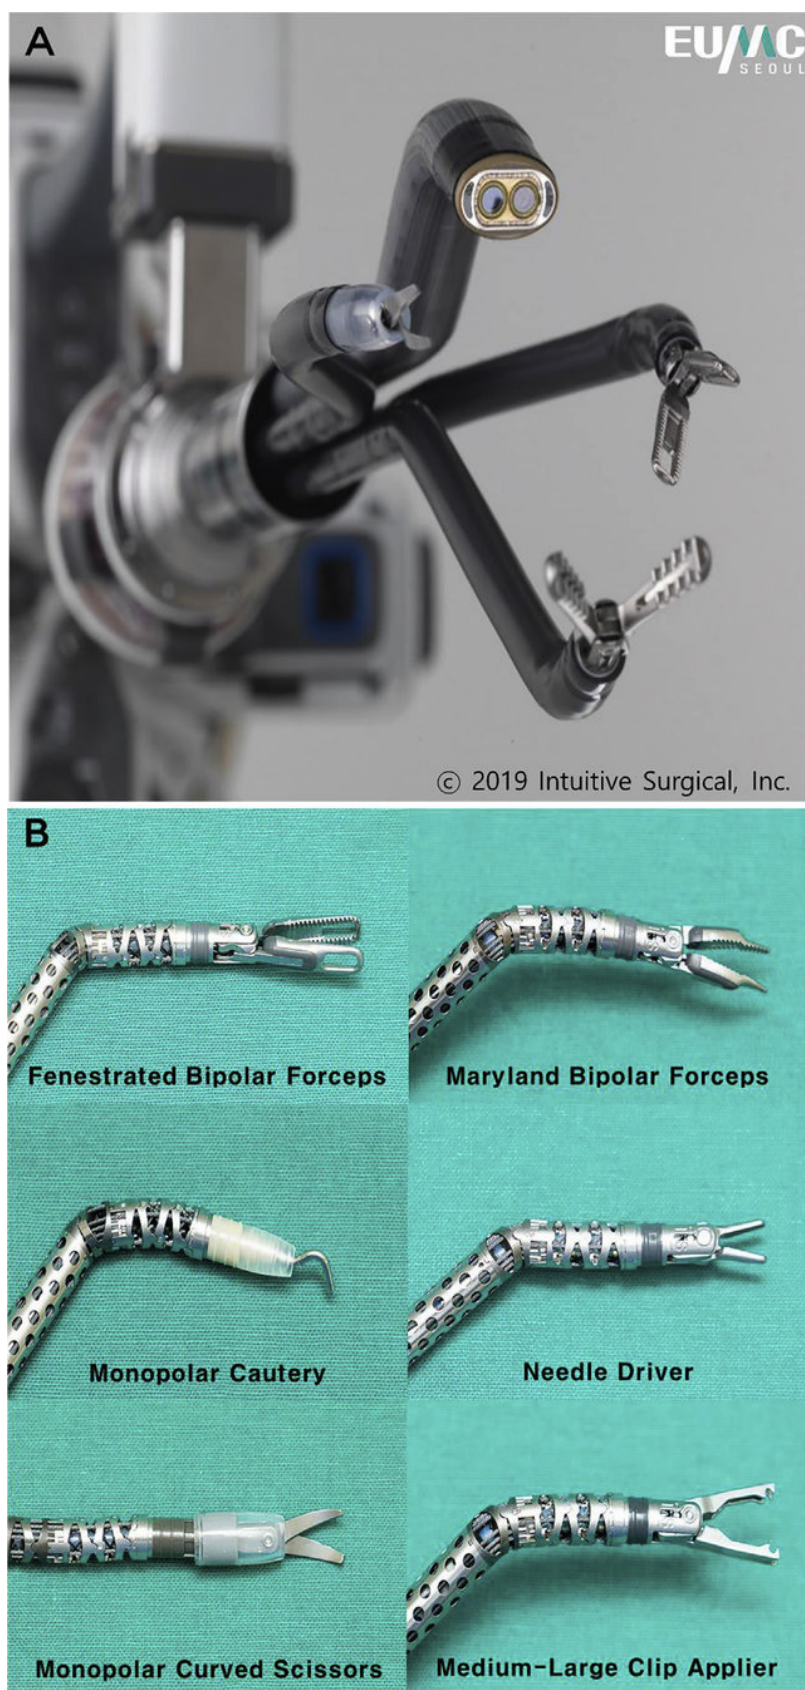 A
EUMC
SEOUL
ⓒ 2019 Intuitive Surgical, Inc.
B
Fenestrated Bipolar Forceps
Maryland Bipolar Forceps
Monopolar Cautery
Needle Driver
Monopolar Curved Scissors
Medium-Large Clip Applier